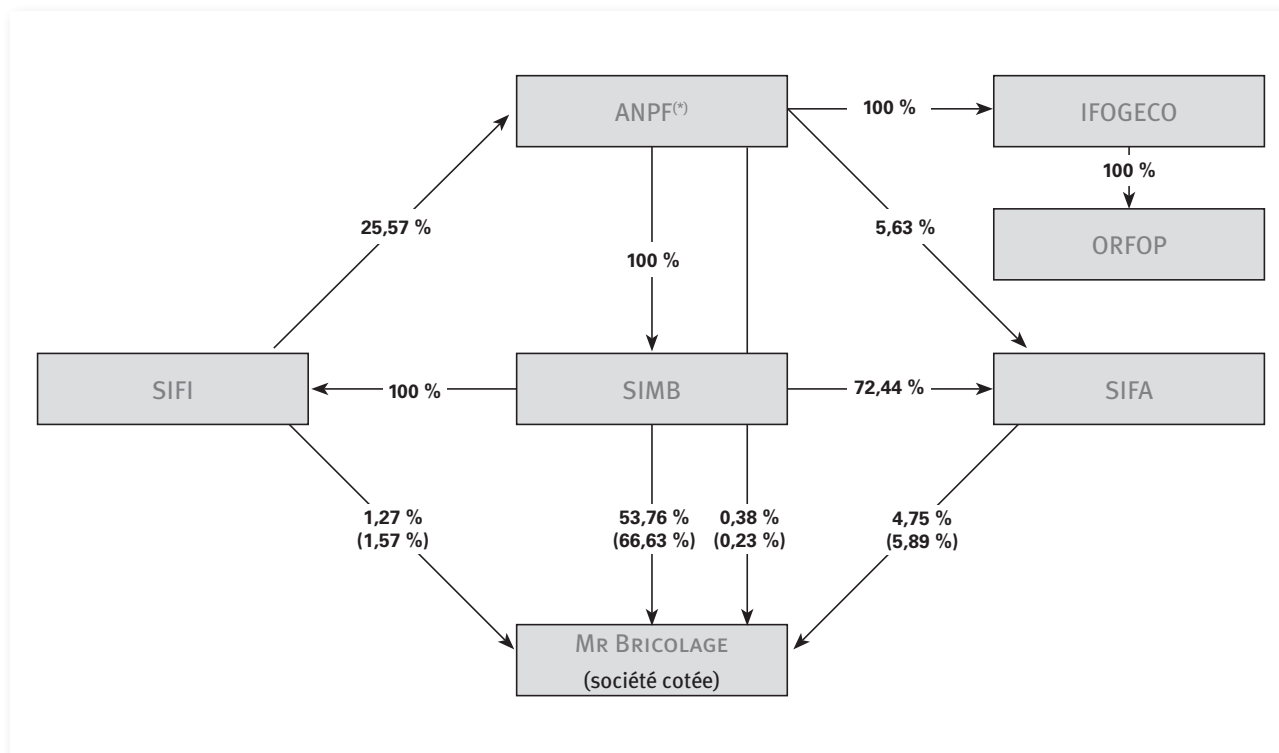 ANPF(*)
100 %
IFOGECO
100 %
25,57 %
5,63 %
ORFOP
100 %
SIFI
100 %
SIMB
72,44 %
SIFA
1,27 %
(1,57 %)
53,76 %
(66,63 %)
0,38 %
(0,23 %)
4,75 %
(5,89 %)
MR BRICOLAGE
(société cotée)